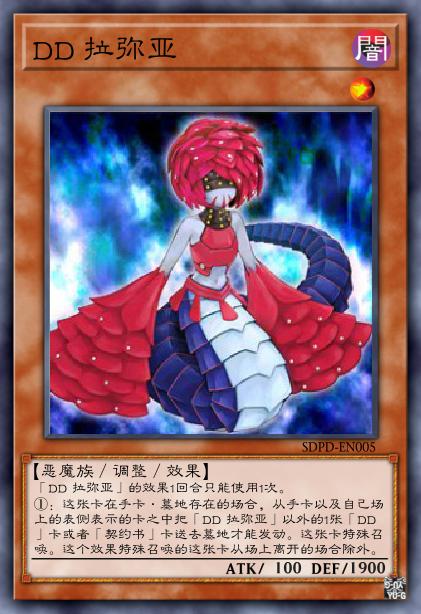 DD 拉弥亚
闇
SDPD-EN005
【恶魔族/调整/效果】
「DD 拉弥亚」的效果1回合只能使用1次。
①：这张卡在手卡·墓地存在的场合，从手卡以及自己场
上的表侧表示的卡之中把「DD 拉弥亚」以外的1张「DD
」卡或者「契约书」卡送去墓地才能发动。这张卡特殊召
唤。这个效果特殊召唤的这张卡从场上离开的场合除外。
ATK/ 100 DEF/1900